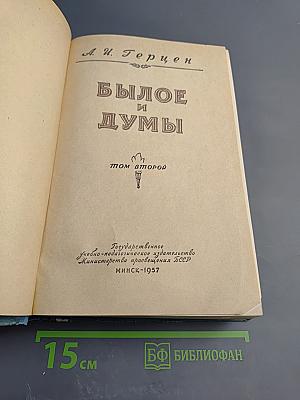 А. И. Герцен
БЫЛОЕ
и
ДУМЫ
ТОМ ВТОРОЙ
Государственное
учебно-педагогическое издательство
Министерства просвещения БССР
МИНСК-1957
15 см
БФ БИБЛИОФАН